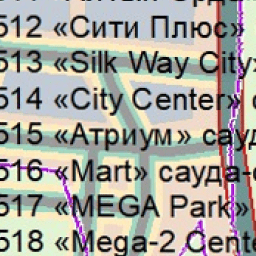 512 «Сити Плюс»
513 «Silk Way City»
514 «City Center»
515 «Атриум» сауда
516 «Mart» сауда-
517 «MEGA Park»
518 «Mega-2 Cente